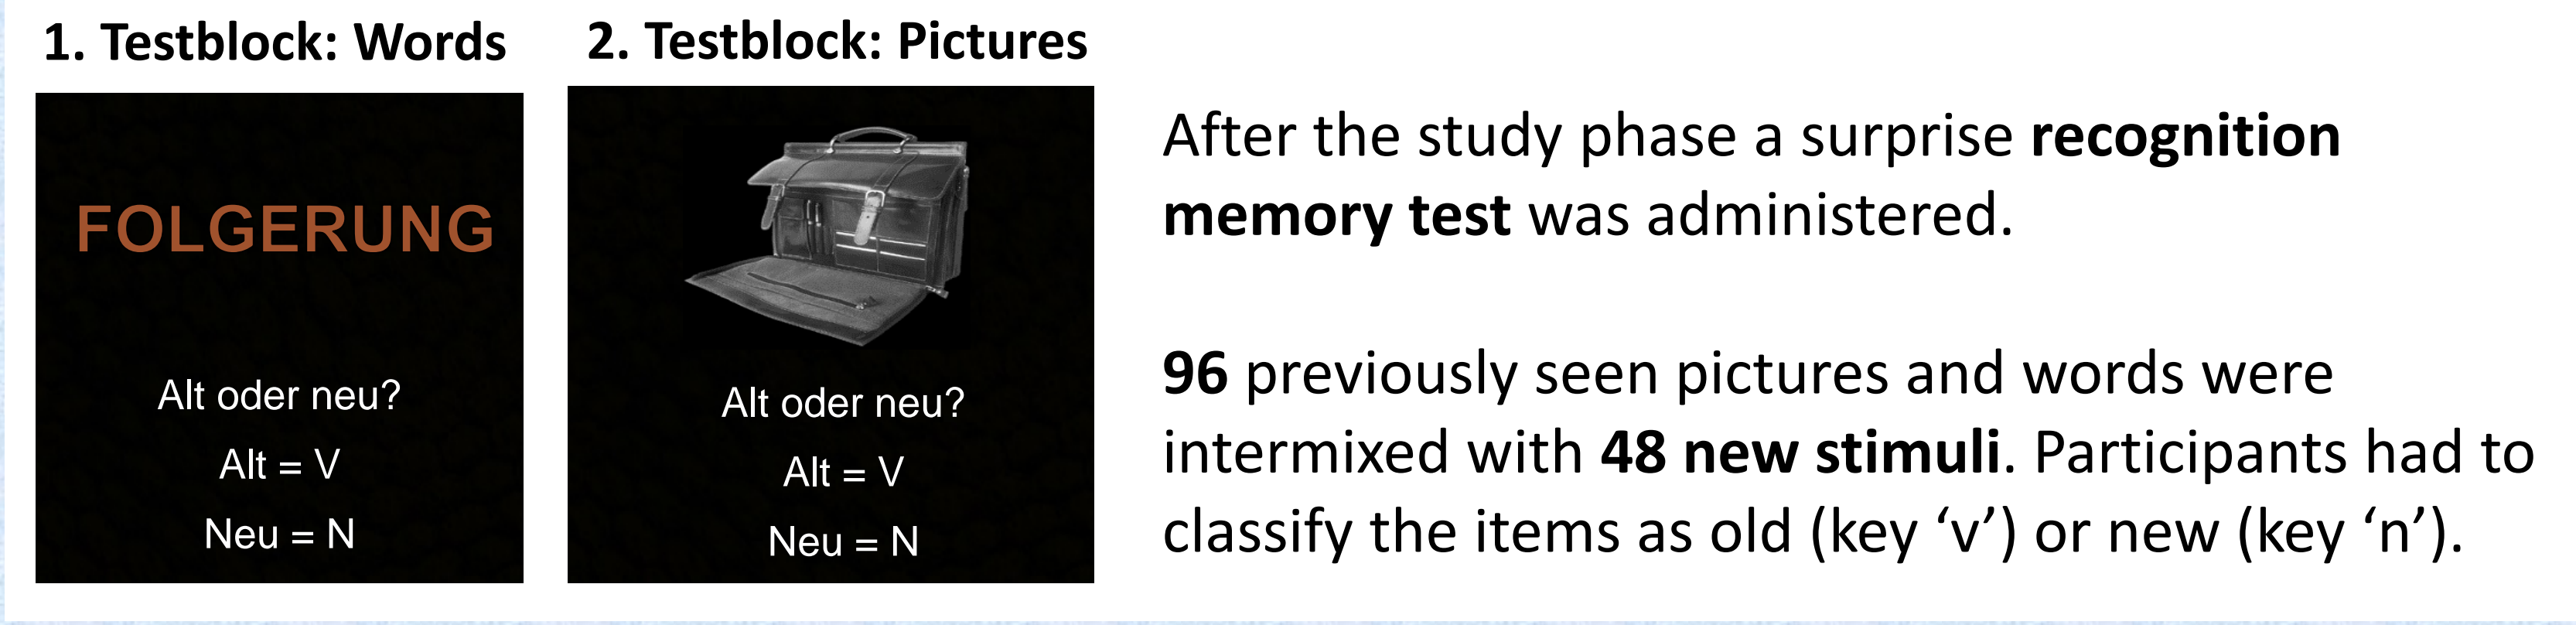 1. Testblock: Words
FOLGERUNG
Alt oder neu?
Alt = V
Neu = N
2. Testblock: Pictures
Alt oder neu?
Alt = V
Neu = N
After the study phase a surprise recognition
memory test was administered.
96 previously seen pictures and words were
intermixed with 48 new stimuli. Participants had to
classify the items as old (key ‘v’) or new (key ‘n’).